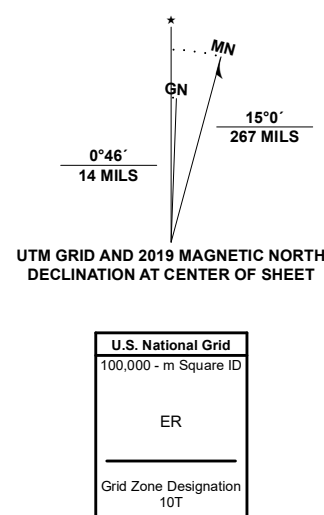 ★
MN
GN
15°0´
267 MILS
0°46´
14 MILS
UTM GRID AND 2019 MAGNETIC NORTH
DECLINATION AT CENTER OF SHEET
U.S. National Grid
100,000 - m Square ID
ER
Grid Zone Designation
10T